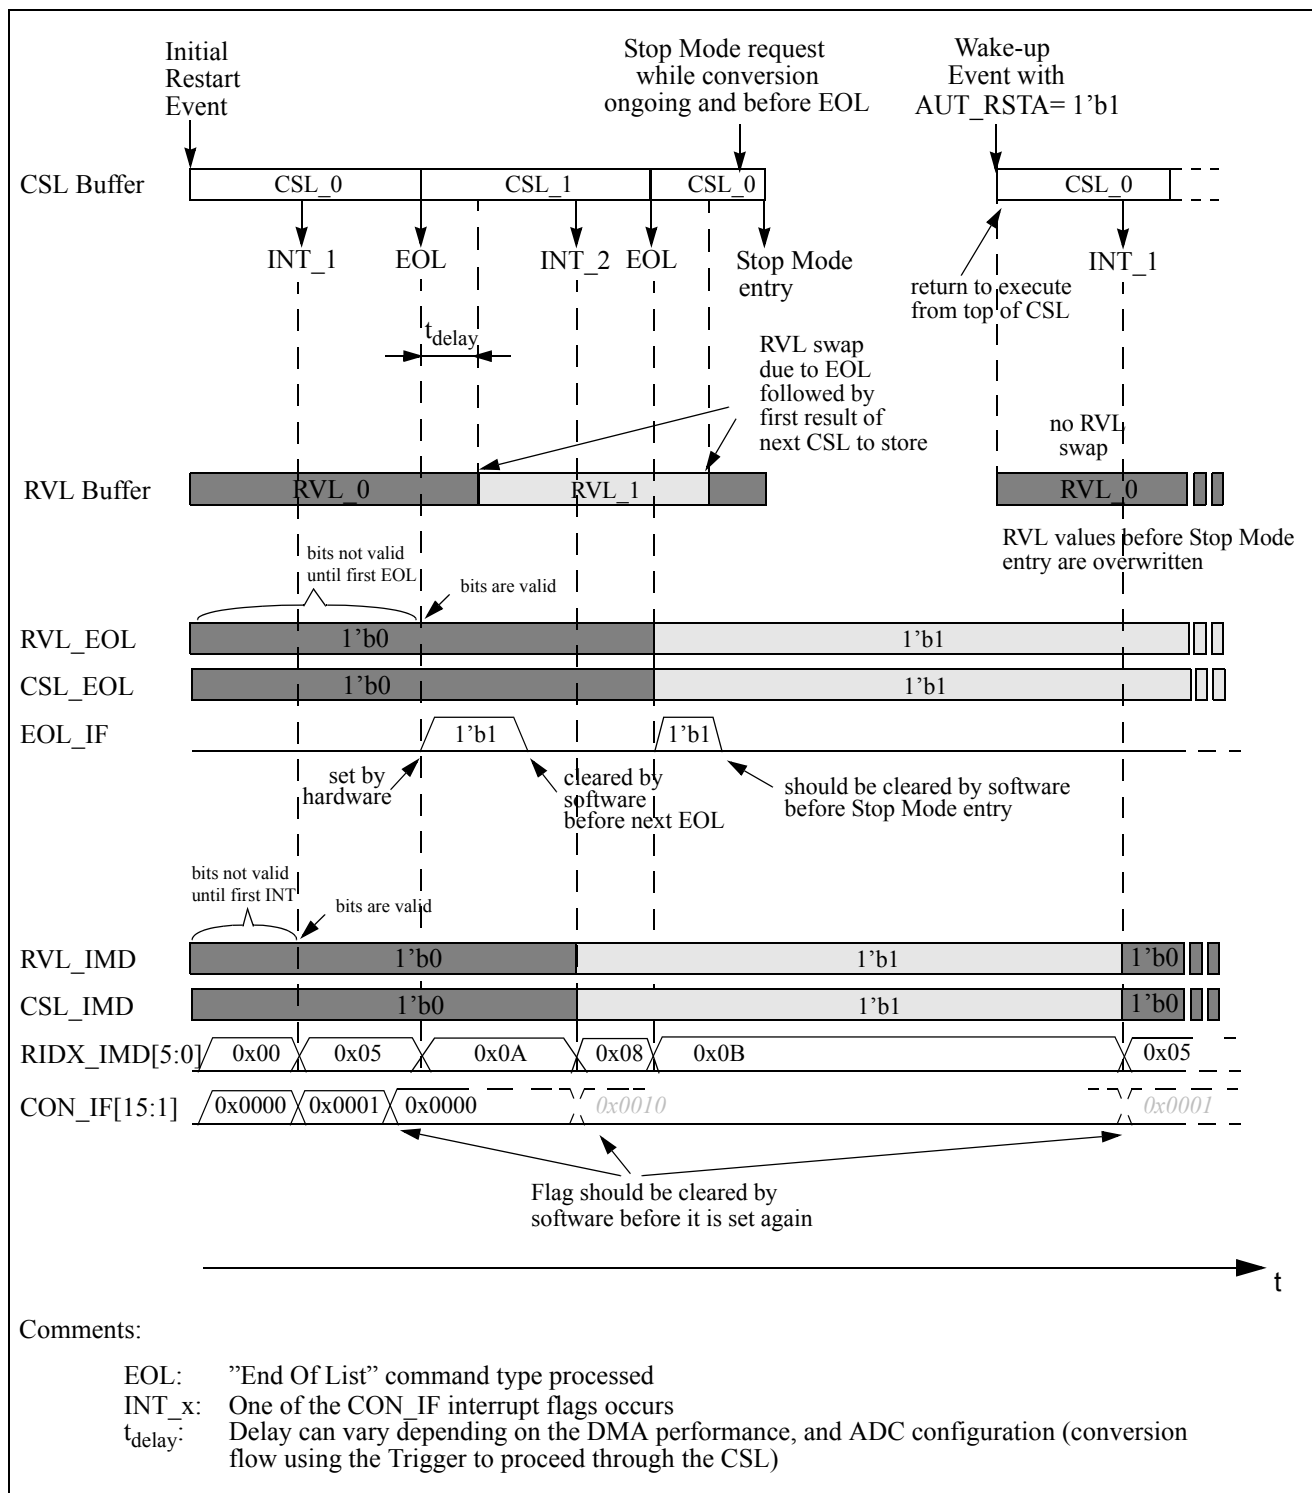 Initial
Restart
Event
Stop Mode request
while conversion
ongoing and before EOL
Wake-up
Event with
AUT_RSTA= 1’b1
CSL Buffer
CSL_0
CSL_1
CSL_0
CSL_0
INT_1
EOL
INT_2
EOL
Stop Mode
entry
INT_1
return to execute
from top of CSL
tdelay
RVL swap
due to EOL
followed by
first result of
next CSL to store
no RVL
swap
RVL Buffer
RVL_0
RVL_1
RVL_0
RVL values before Stop Mode
entry are overwritten
bits not valid
until first EOL
bits are valid
RVL_EOL
1’b0
1’b1
CSL_EOL
1’b0
1’b1
EOL_IF
1’b1
1’b1
set by
hardware
cleared by
software
before next EOL
should be cleared by software
before Stop Mode entry
bits not valid
until first INT
bits are valid
RVL_IMD
1’b0
1’b1
1’b0
CSL_IMD
1’b0
1’b1
1’b0
RIDX_IMD[5:0]
0x00
0x05
0x0A
0x08
0x0B
0x05
CON_IF[15:1]
0x0000
0x0001
0x0000
0x0010
0x0001
Flag should be cleared by
software before it is set again
t
Comments:
EOL: ”End Of List” command type processed
INT_x: One of the CON_IF interrupt flags occurs
tdelay: Delay can vary depending on the DMA performance, and ADC configuration (conversion
flow using the Trigger to proceed through the CSL)